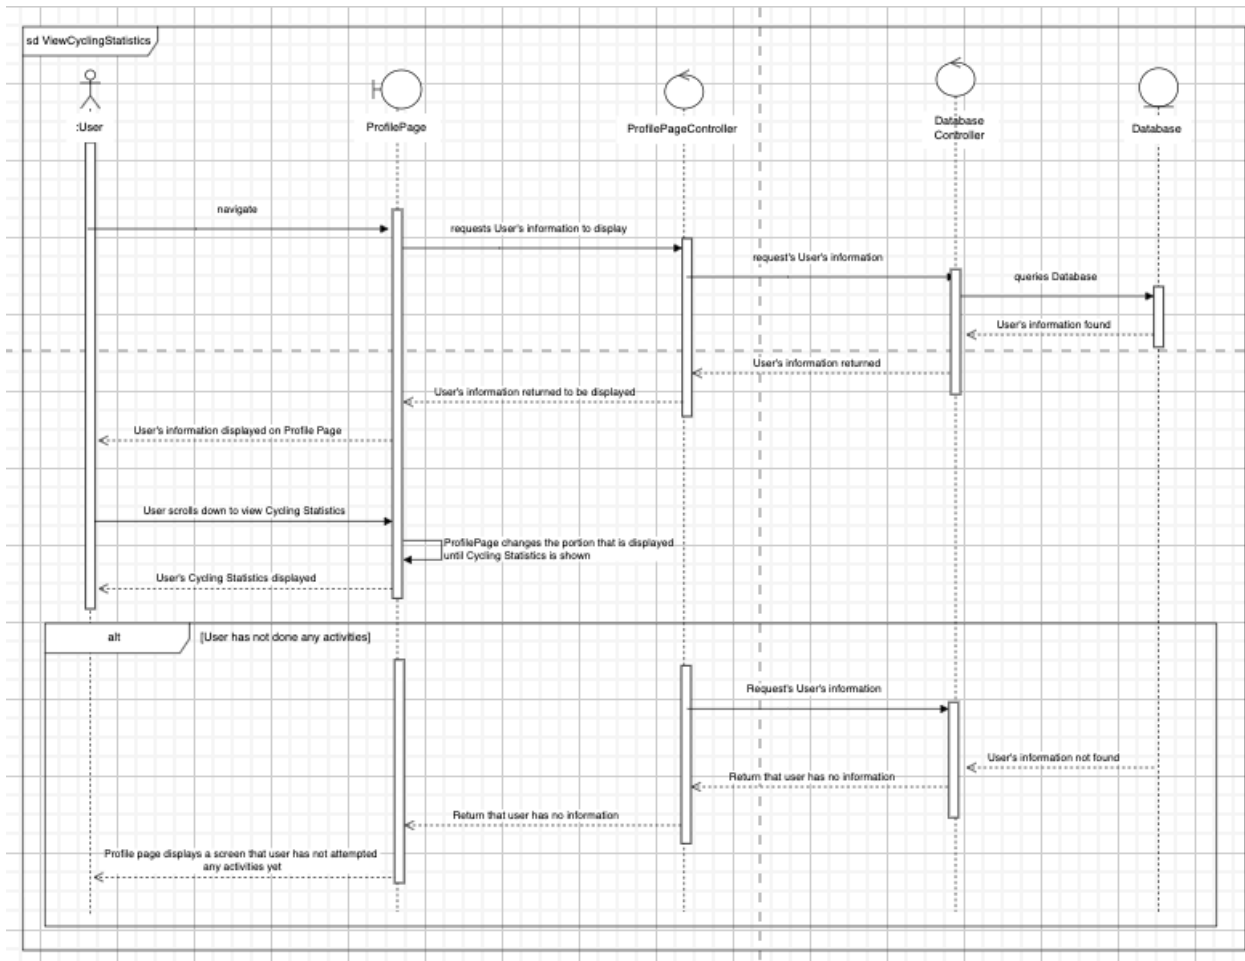 sd ViewCyclingStatistics
:User
ProfilePage
ProfilePageController
Database
Controller
Database
navigate
requests User's information to display
request's User's information
queries Database
User's information found
User's information returned
User's information returned to be displayed
User's information displayed on Profile Page
User scrolls down to view Cycling Statistics
ProfilePage changes the portion that is displayed
until Cycling Statistics is shown
User's Cycling Statistics displayed
alt
[User has not done any activities]
Request's User's information
User's information not found
Return that user has no information
Return that user has no information
Profile page displays a screen that user has not attempted
any activities yet